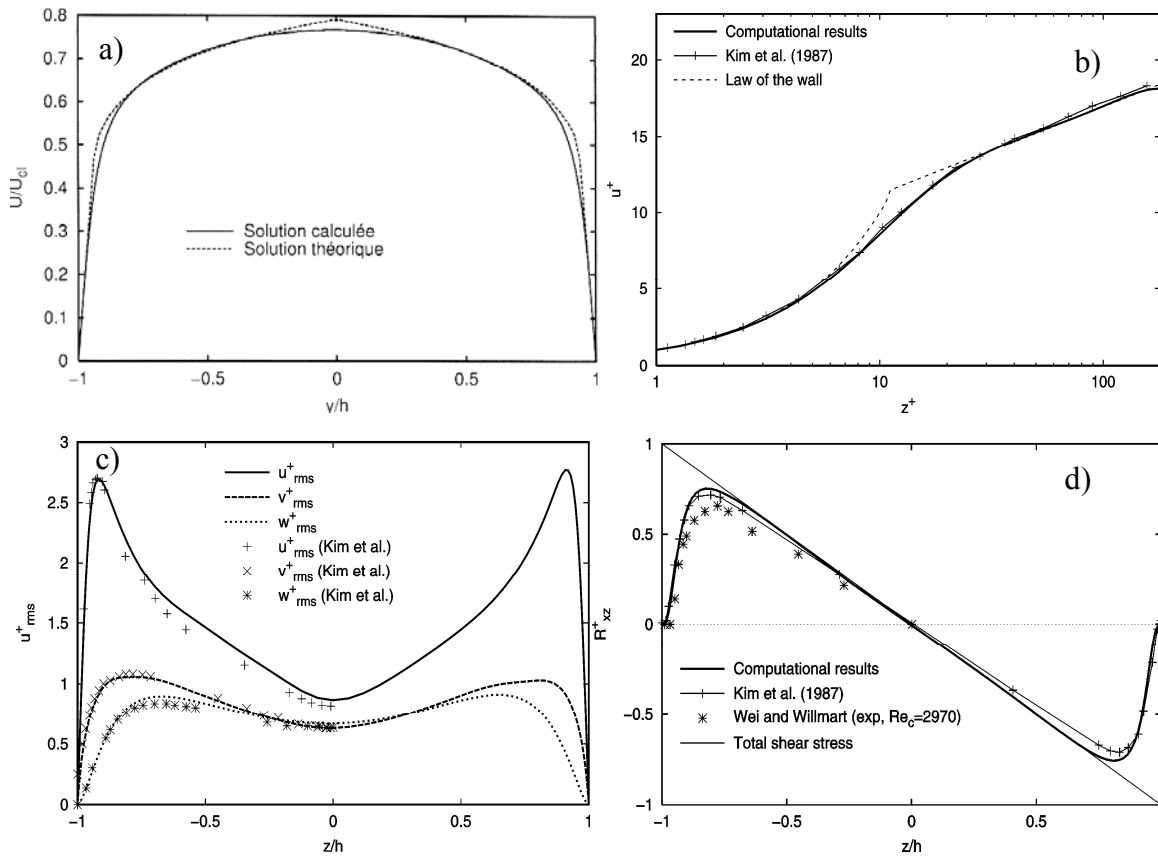 a)
0.8
0.7
0.6
0.5
0.4
0.3
0.2
0.1
0
U/U_cl
Solution calculée
Solution théorique
−1
−0.5
0
0.5
1
y/h
b)
Computational results
Kim et al. (1987)
Law of the wall
20
15
10
5
0
u+
1
10
100
z+
c)
3
2.5
2
1.5
1
0.5
0
u+rms
u+rms
v+rms
w+rms
u+rms (Kim et al.)
v+rms (Kim et al.)
w+rms (Kim et al.)
−1
−0.5
0
0.5
1
z/h
d)
1
0.5
0
−0.5
−1
R+xz
Computational results
Kim et al. (1987)
Wei and Willmart (exp, Rec=2970)
Total shear stress
−1
−0.5
0
0.5
1
z/h